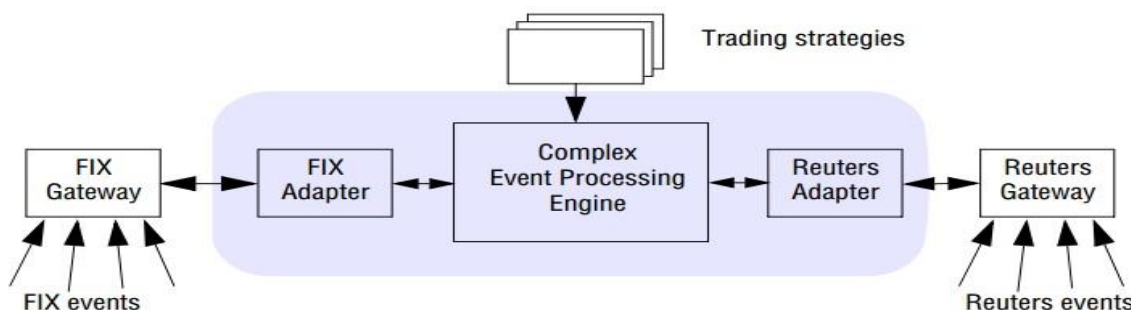 Trading strategies
FIX
Gateway
FIX
Adapter
Complex
Event Processing
Engine
Reuters
Adapter
Reuters
Gateway
FIX events
Reuters events